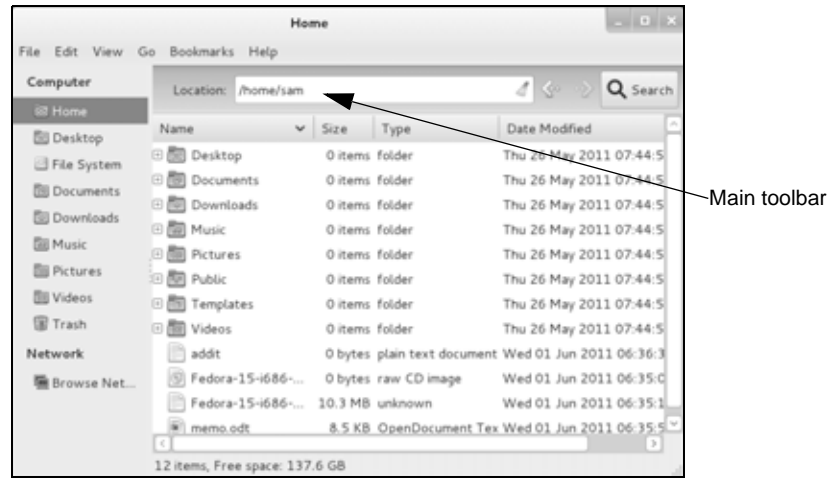 Home
File Edit View Go Bookmarks Help
Computer
Home
Desktop
File System
Documents
Downloads
Music
Pictures
Videos
Trash
Network
Browse Net...
Location: /home/sam
Search
Name Size Type Date Modified
Desktop 0 items folder Thu 26 May 2011 07:44:5
Documents 0 items folder Thu 26 May 2011 07:44:5
Downloads 0 items folder Thu 26 May 2011 07:44:5
Music 0 items folder Thu 26 May 2011 07:44:5
Pictures 0 items folder Thu 26 May 2011 07:44:5
Public 0 items folder Thu 26 May 2011 07:44:5
Templates 0 items folder Thu 26 May 2011 07:44:5
Videos 0 items folder Thu 26 May 2011 07:44:5
addit 0 bytes plain text document Wed 01 Jun 2011 06:36:3
Fedora-15-i686-... 0 bytes raw CD image Wed 01 Jun 2011 06:35:0
Fedora-15-i686-... 10.3 MB unknown Wed 01 Jun 2011 06:35:1
memo.odt 8.5 KB OpenDocument Tex Wed 01 Jun 2011 06:35:5
12 items, Free space: 137.6 GB
Main toolbar